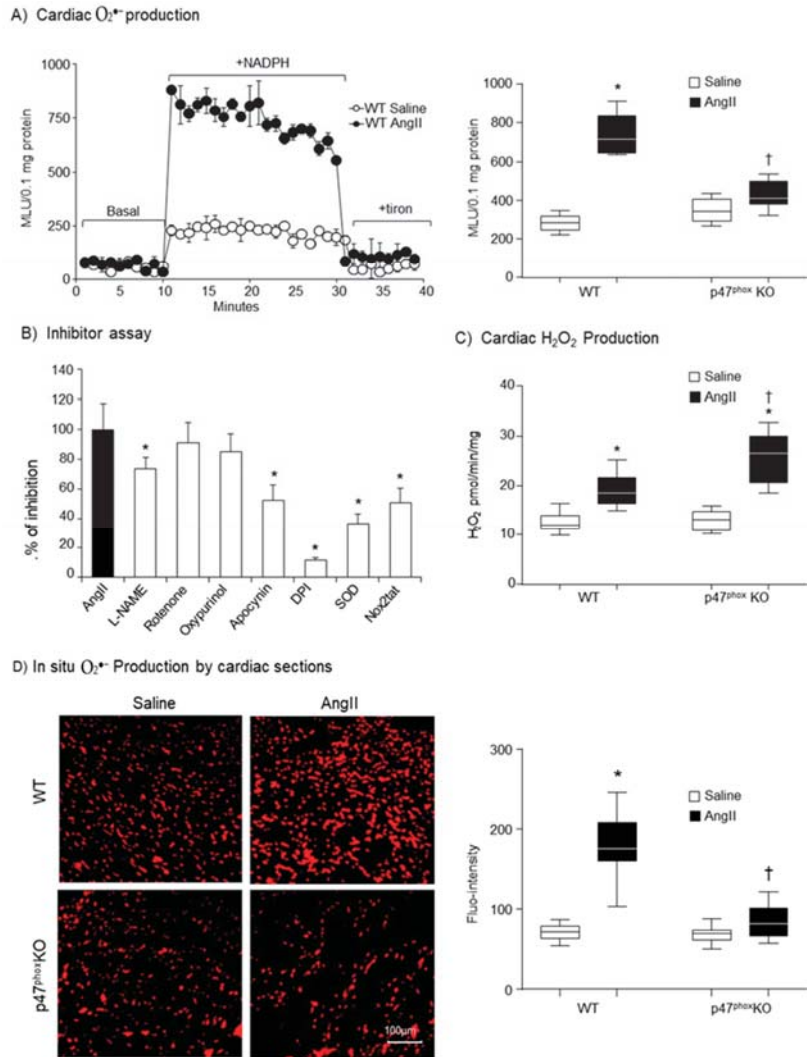 A) Cardiac O₂•⁻ production
+NADPH
WT Saline
WT AngII
Basal
+tiron
MLU/0.1 mg protein
1000
750
500
250
0
0 5 10 15 20 25 30 35 40
Minutes
Saline
AngII
*
†
MLU/0.1 mg protein
1000
800
600
400
300
0
WT p47phox KO
B) Inhibitor assay
. % of inhibition
140
120
100
80
60
40
20
0
* * * * *
AngII
L-NAME
Rotenone
Oxypurinol
Apocynin
DPI
SOD
Nox2tat
C) Cardiac H₂O₂ Production
Saline
AngII
*
†
*
H₂O₂ pmol/min/mg
40
30
20
10
0
WT p47phox KO
D) In situ O₂•⁻ Production by cardiac sections
Saline AngII
WT
p47phoxKO
100μm
Saline
AngII
*
†
Fluo-intensity
300
200
100
0
WT p47phoxKO